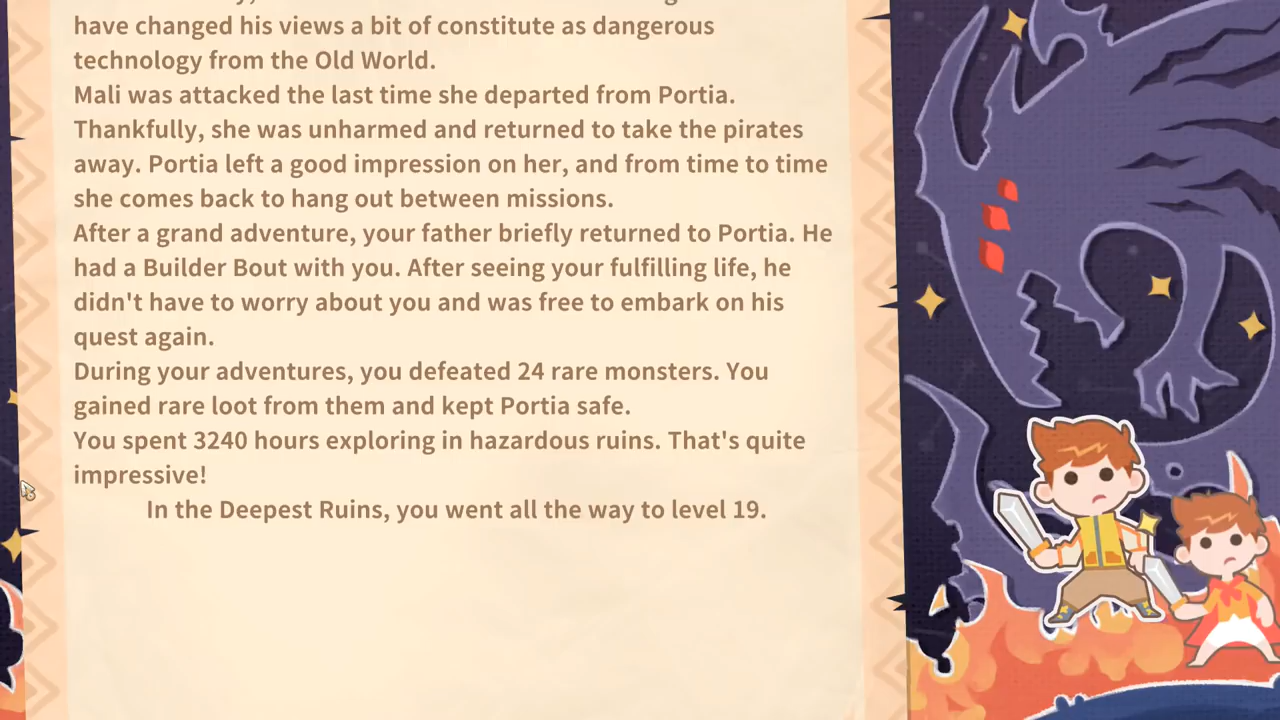 have changed his views a bit of constitute as dangerous
technology from the Old World.
Mali was attacked the last time she departed from Portia.
Thankfully, she was unharmed and returned to take the pirates
away. Portia left a good impression on her, and from time to time
she comes back to hang out between missions.
After a grand adventure, your father briefly returned to Portia. He
had a Builder Bout with you. After seeing your fulfilling life, he
didn't have to worry about you and was free to embark on his
quest again.
During your adventures, you defeated 24 rare monsters. You
gained rare loot from them and kept Portia safe.
You spent 3240 hours exploring in hazardous ruins. That's quite
impressive!
In the Deepest Ruins, you went all the way to level 19.